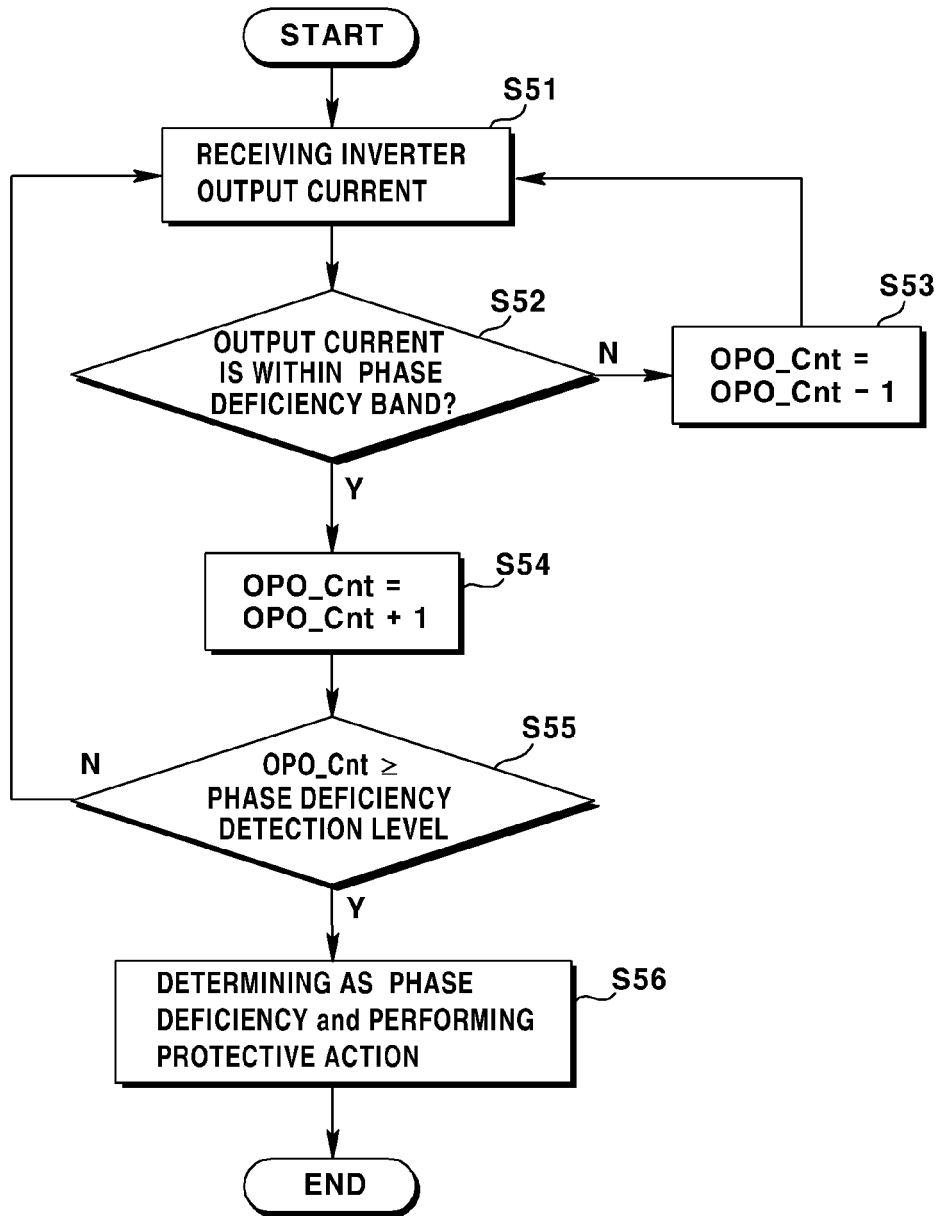 START
S51
RECEIVING INVERTER
OUTPUT CURRENT
S52
OUTPUT CURRENT
IS WITHIN PHASE
DEFICIENCY BAND?
N
S53
OPO_Cnt =
OPO_Cnt − 1
Y
S54
OPO_Cnt =
OPO_Cnt + 1
S55
N
OPO_Cnt ≥
PHASE DEFICIENCY
DETECTION LEVEL
Y
S56
DETERMINING AS PHASE
DEFICIENCY and PERFORMING
PROTECTIVE ACTION
END